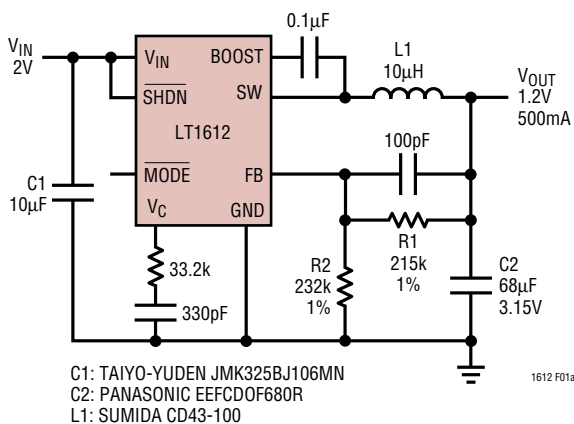 0.1µF
L1
10µH
VIN
2V
VIN
BOOST
VOUT
1.2V
500mA
SHDN
SW
LT1612
100pF
MODE
FB
C1
10µF
VC
GND
R1
215k
1%
33.2k
R2
232k
1%
C2
68µF
3.15V
330pF
C1: TAIYO-YUDEN JMK325BJ106MN
C2: PANASONIC EEFCDOF680R
L1: SUMIDA CD43-100
1612 F01a